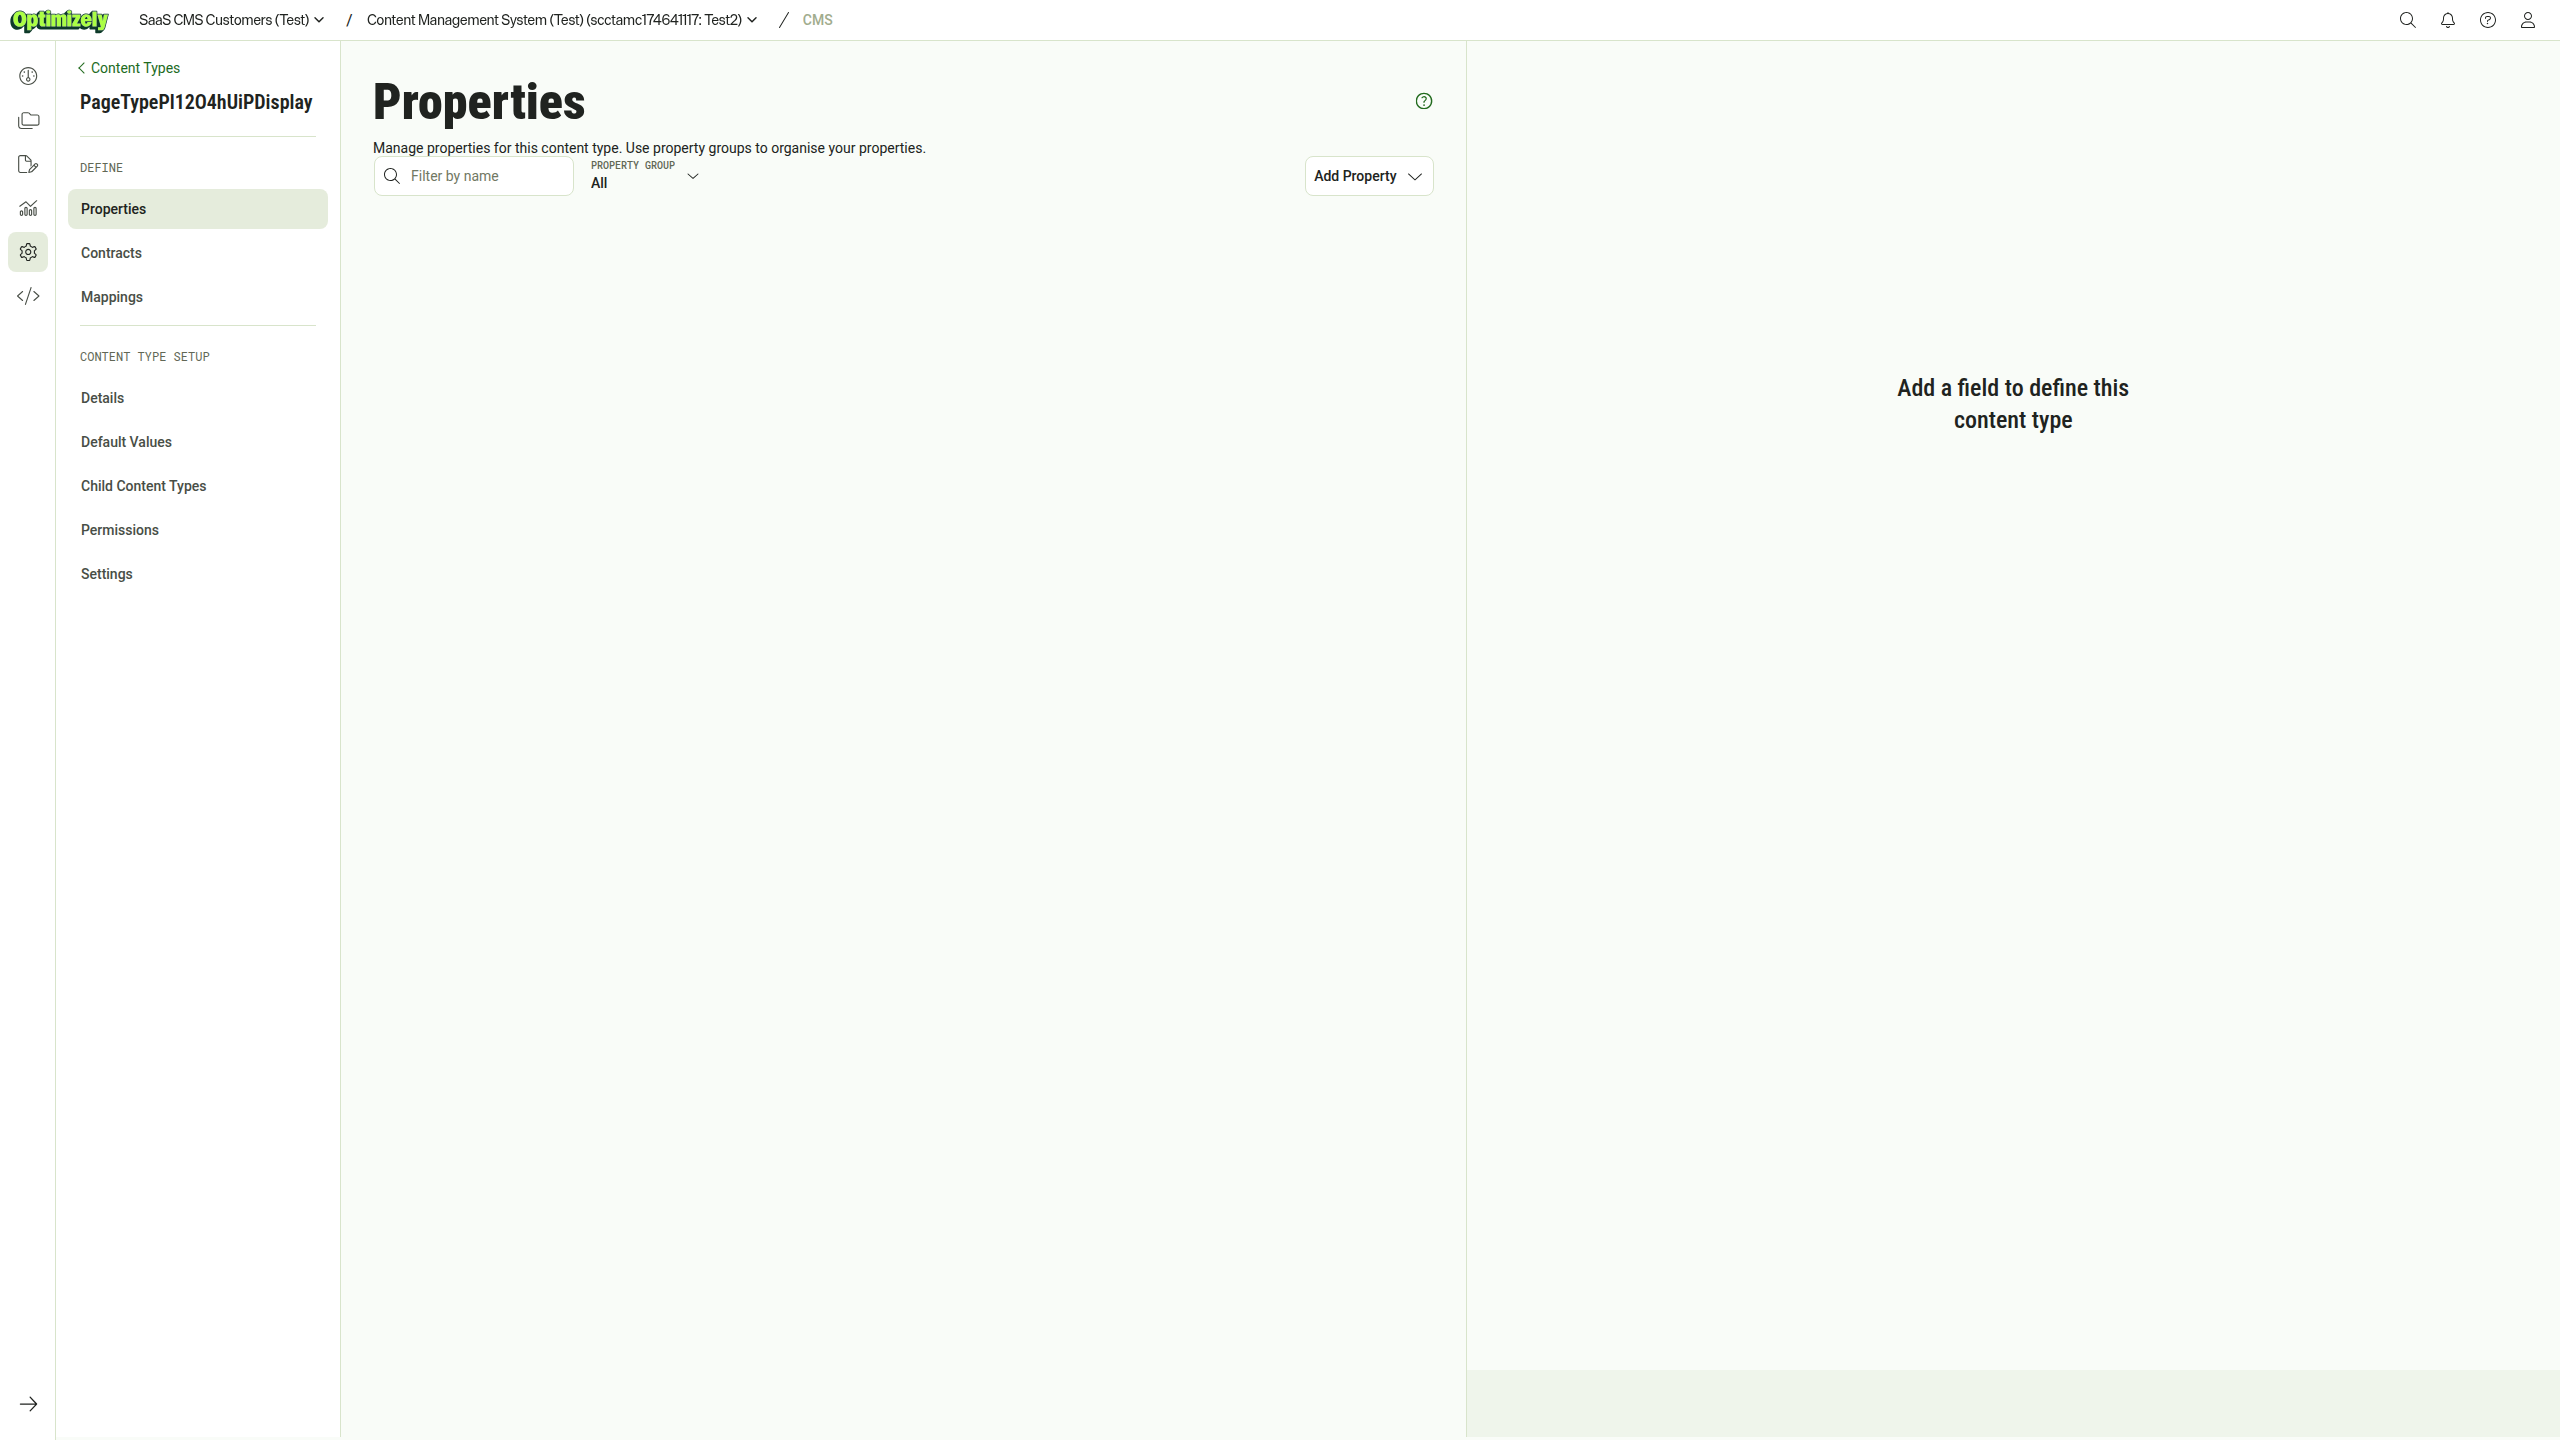 Optimizely
SaaS CMS Customers (Test) / Content Management System (Test) (scctamc174641117: Test2) / CMS
Content Types
PageTypePI12O4hUiPDisplay
DEFINE
Properties
Contracts
Mappings
CONTENT TYPE SETUP
Details
Default Values
Child Content Types
Permissions
Settings
Properties
Manage properties for this content type. Use property groups to organise your properties.
Filter by name
PROPERTY GROUP
All
Add Property
Add a field to define this
content type